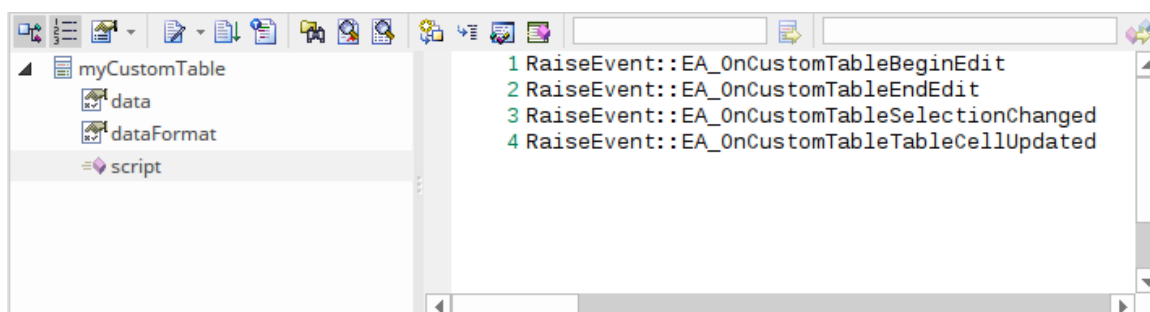 myCustomTable
data
dataFormat
script
1 RaiseEvent::EA_OnCustomTableBeginEdit
2 RaiseEvent::EA_OnCustomTableEndEdit
3 RaiseEvent::EA_OnCustomTableSelectionChanged
4 RaiseEvent::EA_OnCustomTableTableCellUpdated